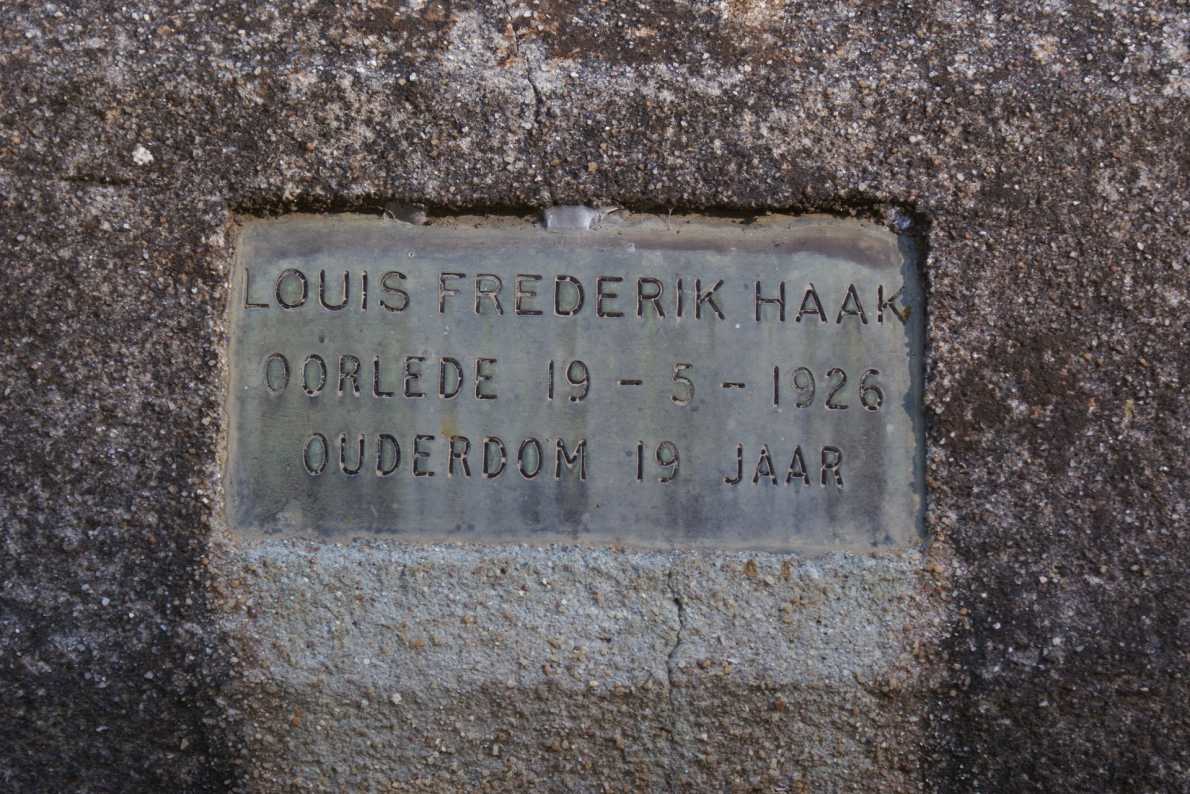 LOUIS FREDERIK HAAK
OORLEDE 19 - 5 - 1926
OUDERDOM 19 JAAR